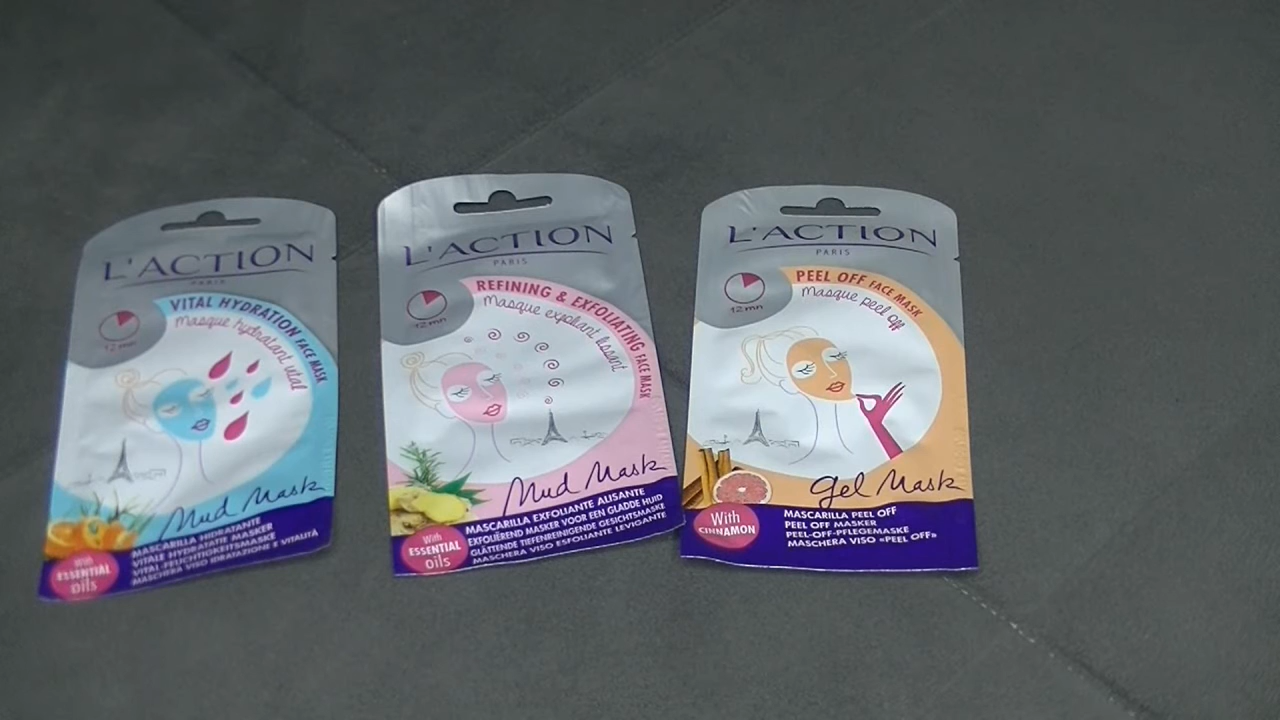 L'ACTION
PARIS
12 mn
VITAL HYDRATION FACE MASK
Masque hydratant vital
Mud Mask
With
ESSENTIAL
oils
MASCARILLA HIDRATANTE
VITALE HYDRATATIE MASKER
VITAL-FEUCHTIGKEITSMASKE
MASCHERA VISO IDRATAZIONE E VITALITÀ
L'ACTION
PARIS
12 mn
REFINING & EXFOLIATING FACE MASK
Masque exfoliant lissant
Mud Mask
With
ESSENTIAL
oils
MASCARILLA EXFOLIANTE ALISANTE
EXFOLIËREND MASKER VOOR EEN GLADDE HUID
GLÄTTENDE TIEFENREINIGENDE GESICHTSMASKE
MASCHERA VISO ESFOLIANTE LEVIGANTE
L'ACTION
PARIS
12 mn
PEEL OFF FACE MASK
Masque peel off
Gel Mask
With
CINNAMON
MASCARILLA PEEL OFF
PEEL OFF MASKER
PEEL-OFF-PFLEGEMASKE
MASCHERA VISO «PEEL OFF»